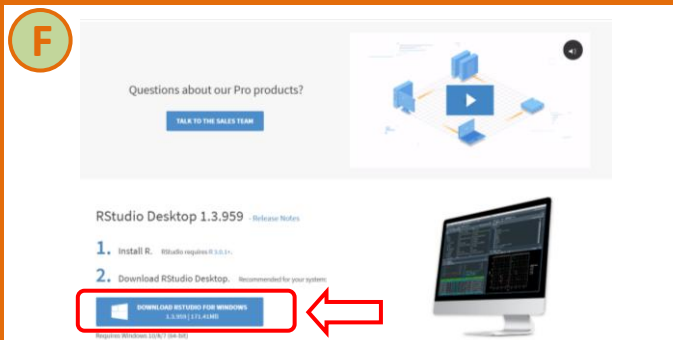 F
Questions about our Pro products?
TALK TO THE SALES TEAM
RStudio Desktop 1.3.959 - Release Notes
1. Install R. RStudio requires R 3.0.1+.
2. Download RStudio Desktop. Recommended for your system:
DOWNLOAD RSTUDIO FOR WINDOWS
1.3.959 | 171.41MB
Requires Windows 10/8/7 (64-bit)